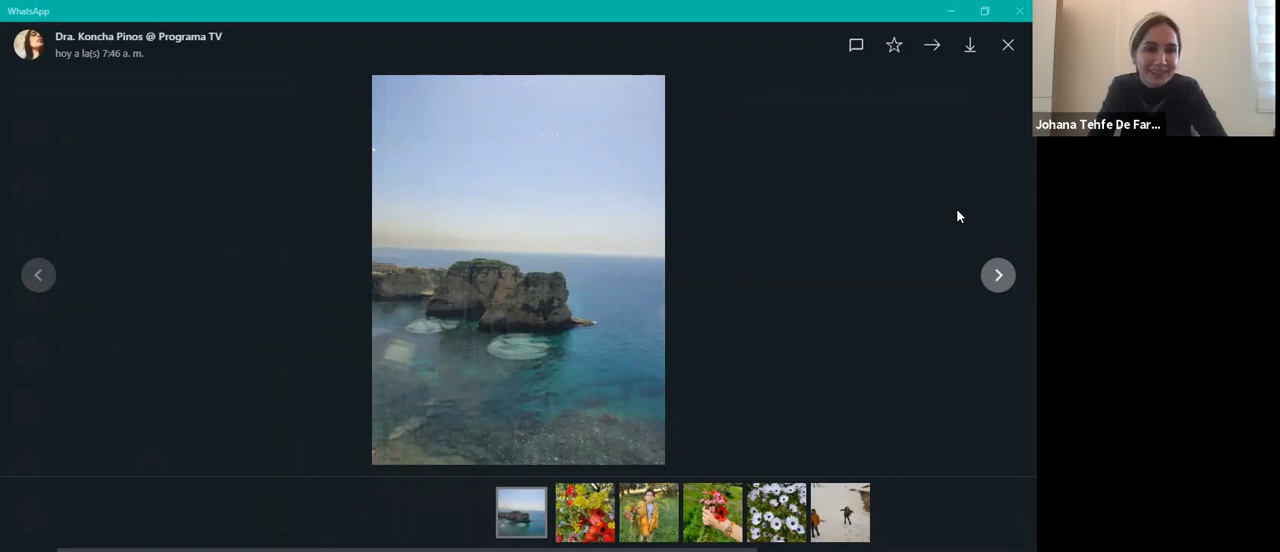 WhatsApp
Dra. Koncha Pinos @ Programa TV
hoy a la(s) 7:46 a. m.
Johana Tehfe De Far...